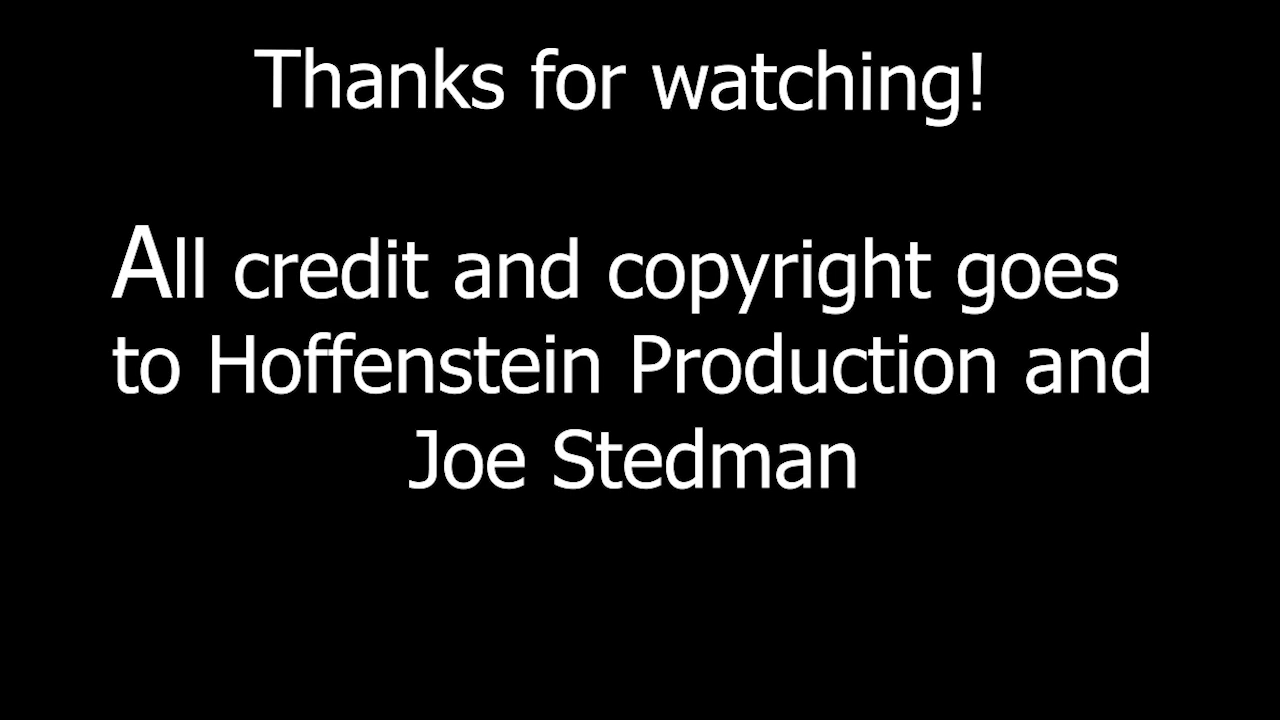 Thanks for watching!
All credit and copyright goes
to Hoffenstein Production and
Joe Stedman